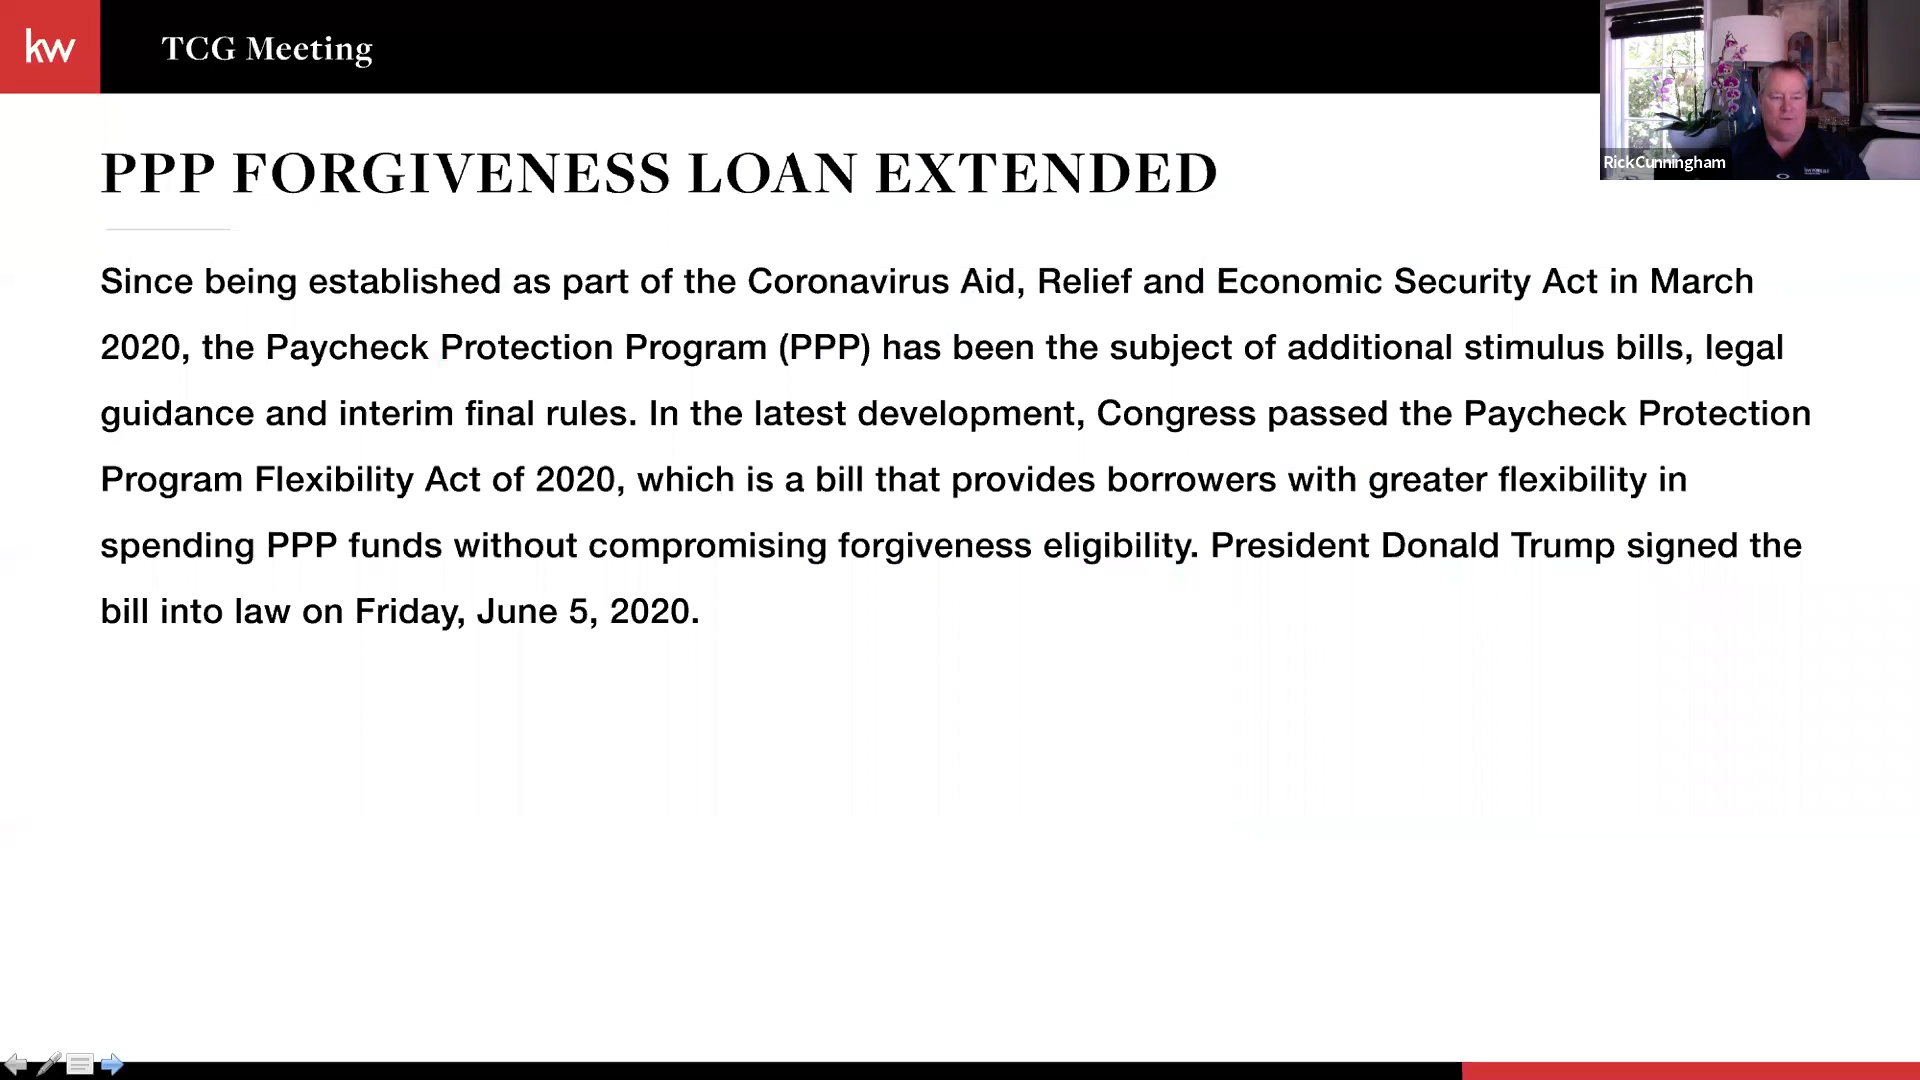 kw
TCG Meeting
RickCunningham
PPP FORGIVENESS LOAN EXTENDED
Since being established as part of the Coronavirus Aid, Relief and Economic Security Act in March
2020, the Paycheck Protection Program (PPP) has been the subject of additional stimulus bills, legal
guidance and interim final rules. In the latest development, Congress passed the Paycheck Protection
Program Flexibility Act of 2020, which is a bill that provides borrowers with greater flexibility in
spending PPP funds without compromising forgiveness eligibility. President Donald Trump signed the
bill into law on Friday, June 5, 2020.